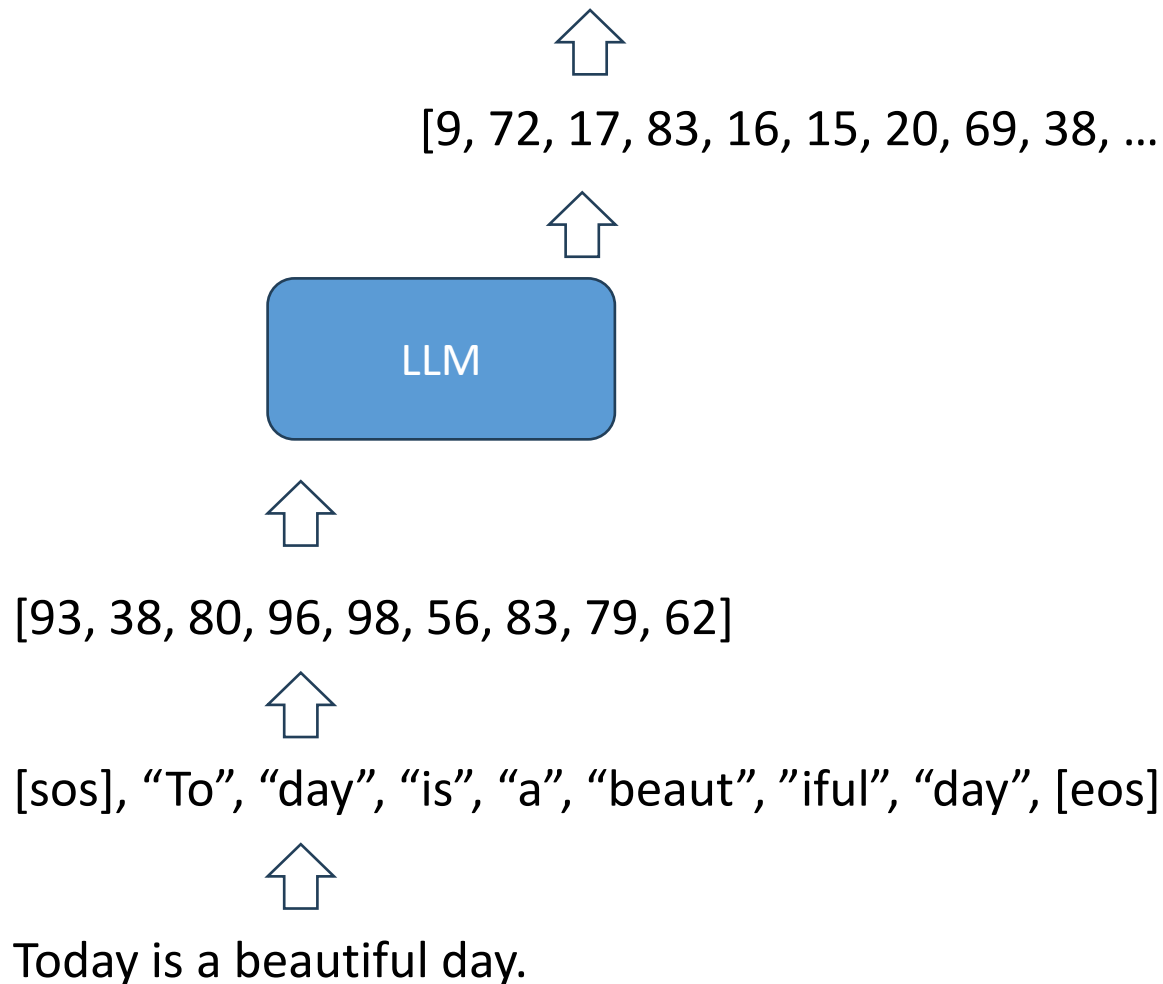 [9, 72, 17, 83, 16, 15, 20, 69, 38, …
LLM
[93, 38, 80, 96, 98, 56, 83, 79, 62]
[sos], “To”, “day”, “is”, “a”, “beaut”, ”iful”, “day”, [eos]
Today is a beautiful day.